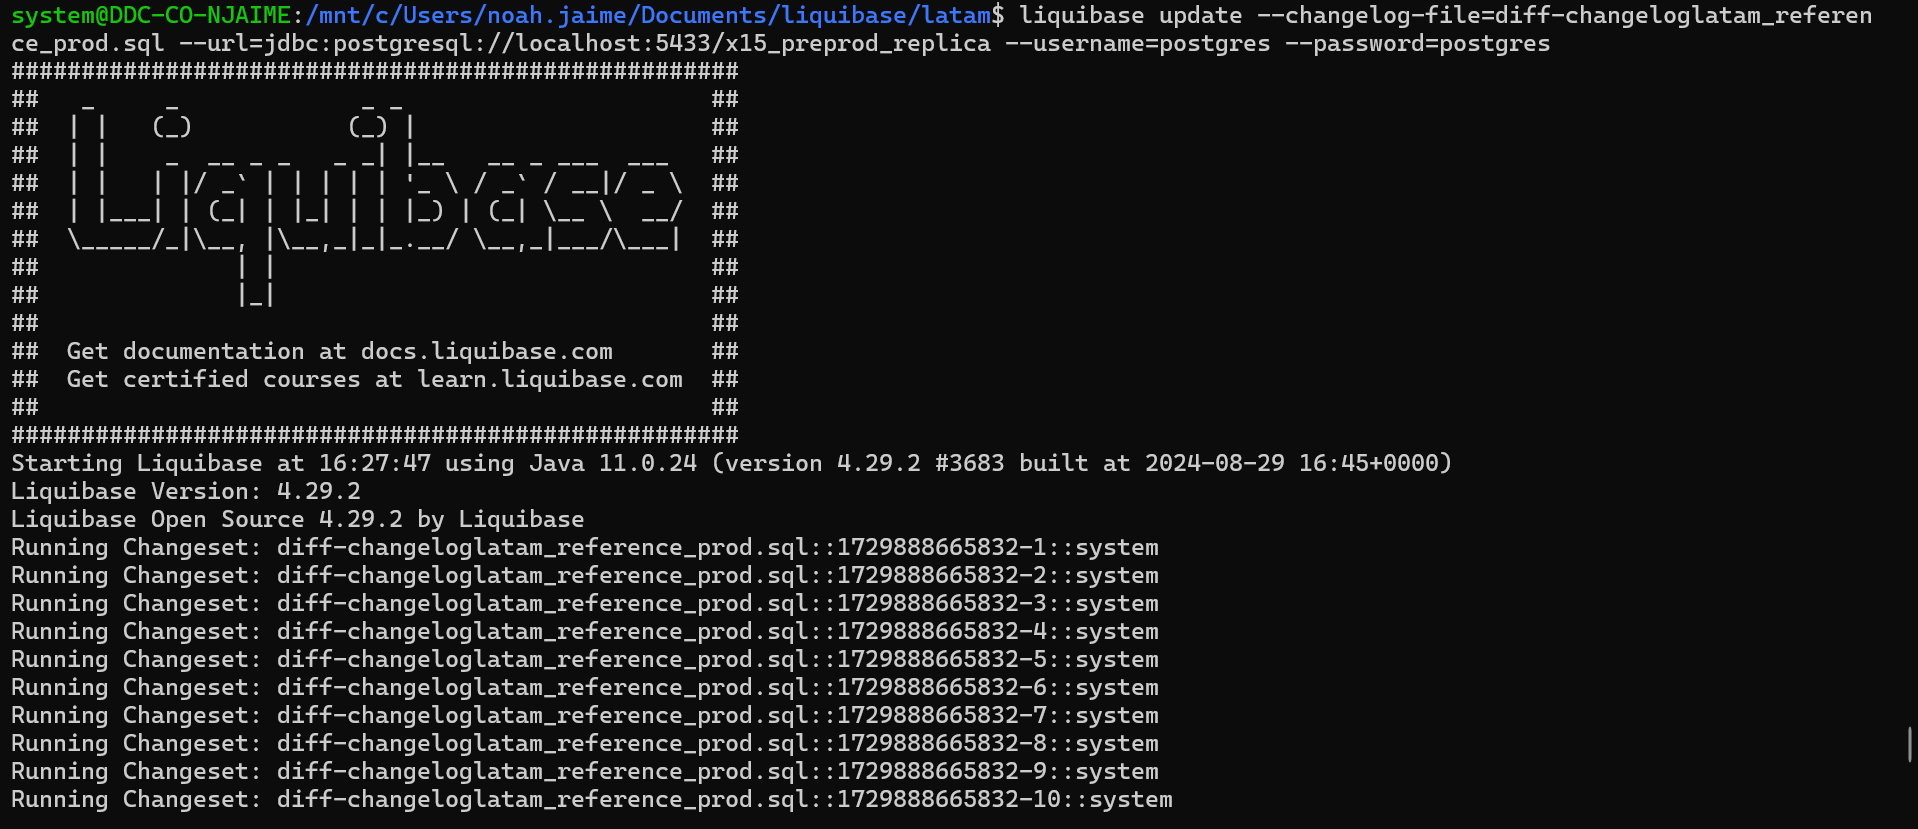 system@DDC-CO-NJAIME:/mnt/c/Users/noah.jaime/Documents/liquibase/latam$ liquibase update --changelog-file=diff-changeloglatam_referen
ce_prod.sql --url=jdbc:postgresql://localhost:5433/x15_preprod_replica --username=postgres --password=postgres
####################################################
##   _     _             _ _                      ##
##  | |   (_)           (_) |                     ##
##  | |    _  __ _ _   _ _| |__   __ _ ___  ___   ##
##  | |   | |/ _` | | | | | '_ \ / _` / __|/ _ \  ##
##  | |___| | (_| | |_| | | |_) | (_| \__ \  __/  ##
##  \_____/_|\__, |\__,_|_|_.__/ \__,_|___/\___|  ##
##              | |                               ##
##              |_|                               ##
##                                                ##
##  Get documentation at docs.liquibase.com       ##
##  Get certified courses at learn.liquibase.com  ##
##                                                ##
####################################################
Starting Liquibase at 16:27:47 using Java 11.0.24 (version 4.29.2 #3683 built at 2024-08-29 16:45+0000)
Liquibase Version: 4.29.2
Liquibase Open Source 4.29.2 by Liquibase
Running Changeset: diff-changeloglatam_reference_prod.sql::1729888665832-1::system
Running Changeset: diff-changeloglatam_reference_prod.sql::1729888665832-2::system
Running Changeset: diff-changeloglatam_reference_prod.sql::1729888665832-3::system
Running Changeset: diff-changeloglatam_reference_prod.sql::1729888665832-4::system
Running Changeset: diff-changeloglatam_reference_prod.sql::1729888665832-5::system
Running Changeset: diff-changeloglatam_reference_prod.sql::1729888665832-6::system
Running Changeset: diff-changeloglatam_reference_prod.sql::1729888665832-7::system
Running Changeset: diff-changeloglatam_reference_prod.sql::1729888665832-8::system
Running Changeset: diff-changeloglatam_reference_prod.sql::1729888665832-9::system
Running Changeset: diff-changeloglatam_reference_prod.sql::1729888665832-10::system